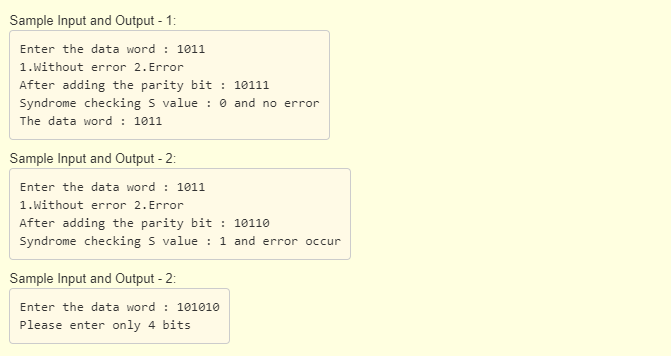 Sample Input and Output - 1:
Enter the data word : 1011
1.Without error 2.Error
After adding the parity bit : 10111
Syndrome checking S value : 0 and no error
The data word : 1011
Sample Input and Output - 2:
Enter the data word : 1011
1.Without error 2.Error
After adding the parity bit : 10110
Syndrome checking S value : 1 and error occur
Sample Input and Output - 2:
Enter the data word : 101010
Please enter only 4 bits